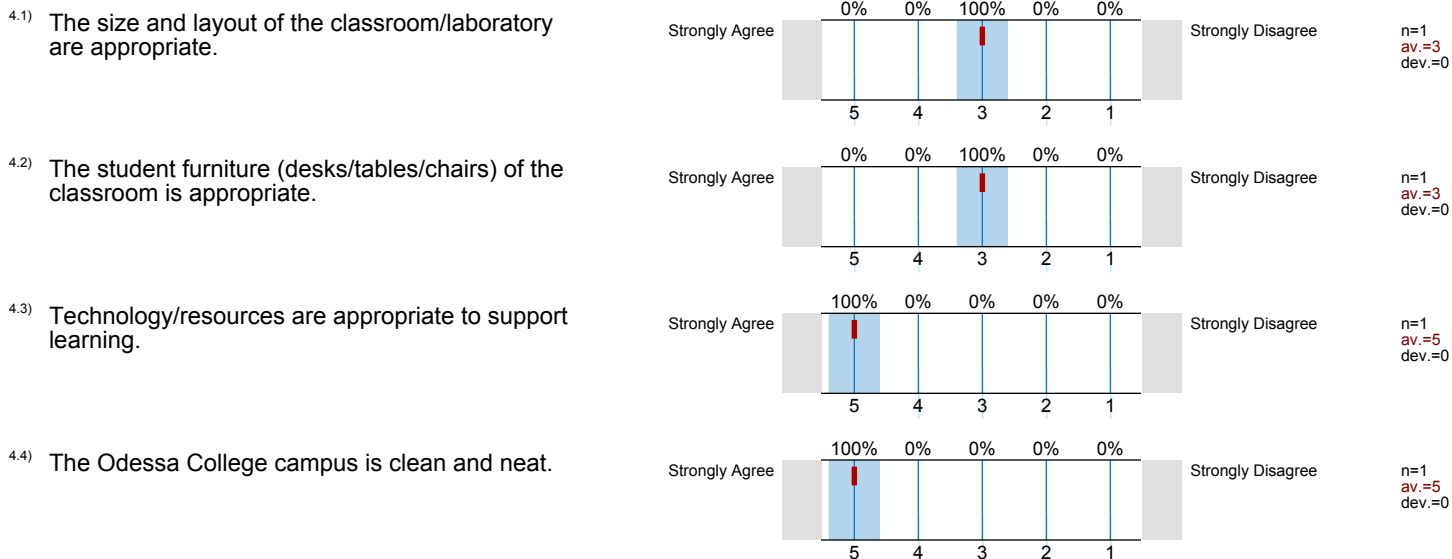 4.1) The size and layout of the classroom/laboratory
are appropriate.
0% 0% 100% 0% 0%
Strongly Agree Strongly Disagree
5 4 3 2 1
n=1
av.=3
dev.=0
4.2) The student furniture (desks/tables/chairs) of the
classroom is appropriate.
0% 0% 100% 0% 0%
Strongly Agree Strongly Disagree
5 4 3 2 1
n=1
av.=3
dev.=0
4.3) Technology/resources are appropriate to support
learning.
100% 0% 0% 0% 0%
Strongly Agree Strongly Disagree
5 4 3 2 1
n=1
av.=5
dev.=0
4.4) The Odessa College campus is clean and neat.
100% 0% 0% 0% 0%
Strongly Agree Strongly Disagree
5 4 3 2 1
n=1
av.=5
dev.=0